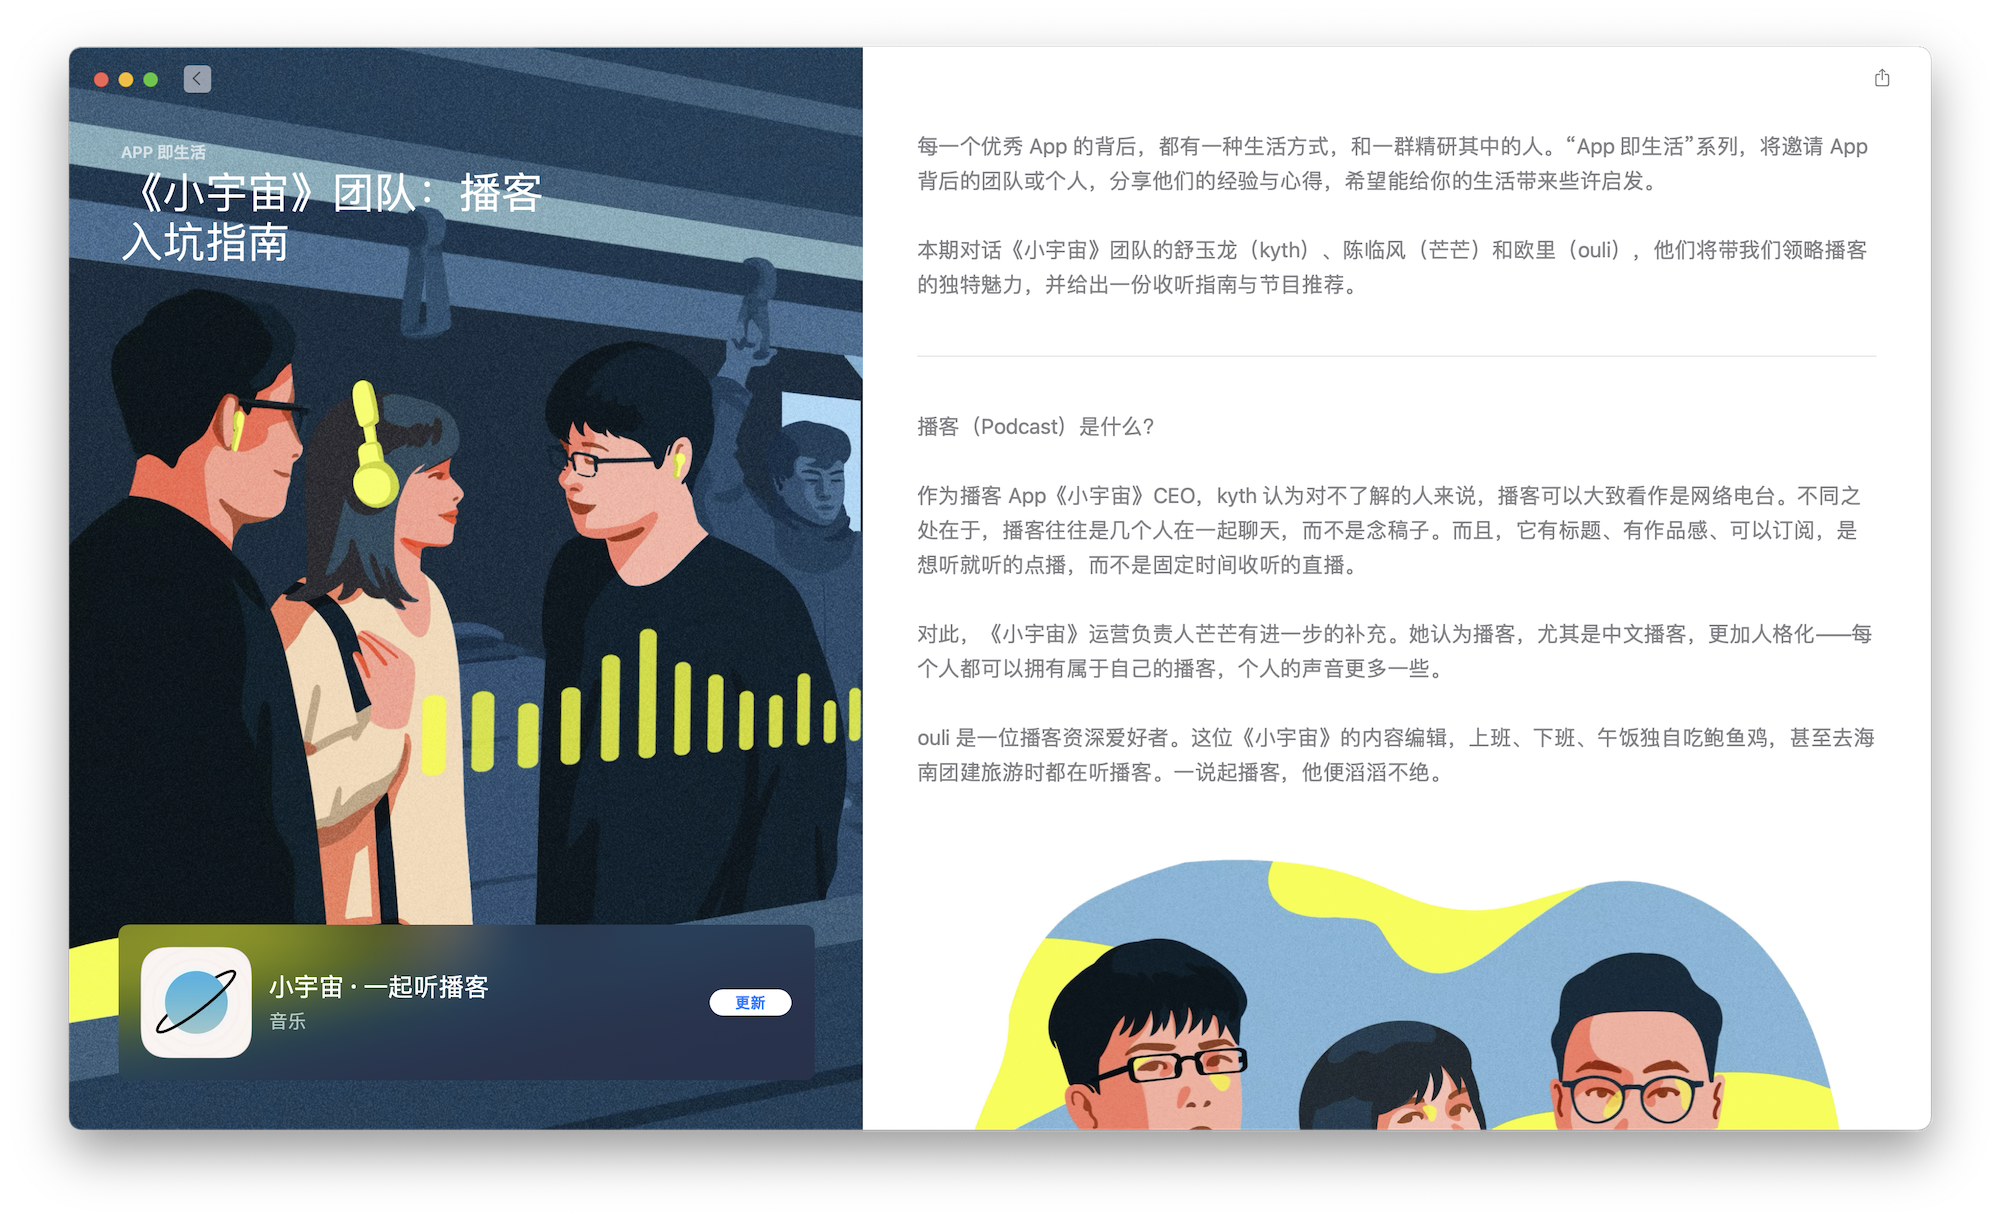 APP 即生活
《小宇宙》团队：播客
入坑指南
小宇宙 · 一起听播客
音乐
更新
每一个优秀 App 的背后，都有一种生活方式，和一群精研其中的人。“App 即生活”系列，将邀请 App
背后的团队或个人，分享他们的经验与心得，希望能给你的生活带来些许启发。
本期对话《小宇宙》团队的舒玉龙（kyth）、陈临风（芒芒）和欧里（ouli），他们将带我们领略播客
的独特魅力，并给出一份收听指南与节目推荐。
播客（Podcast）是什么？
作为播客 App《小宇宙》CEO，kyth 认为对不了解的人来说，播客可以大致看作是网络电台。不同之
处在于，播客往往是几个人在一起聊天，而不是念稿子。而且，它有标题、有作品感、可以订阅，是
想听就听的点播，而不是固定时间收听的直播。
对此，《小宇宙》运营负责人芒芒有进一步的补充。她认为播客，尤其是中文播客，更加人格化——每
个人都可以拥有属于自己的播客，个人的声音更多一些。
ouli 是一位播客资深爱好者。这位《小宇宙》的内容编辑，上班、下班、午饭独自吃鲍鱼鸡，甚至去海
南团建旅游时都在听播客。一说起播客，他便滔滔不绝。